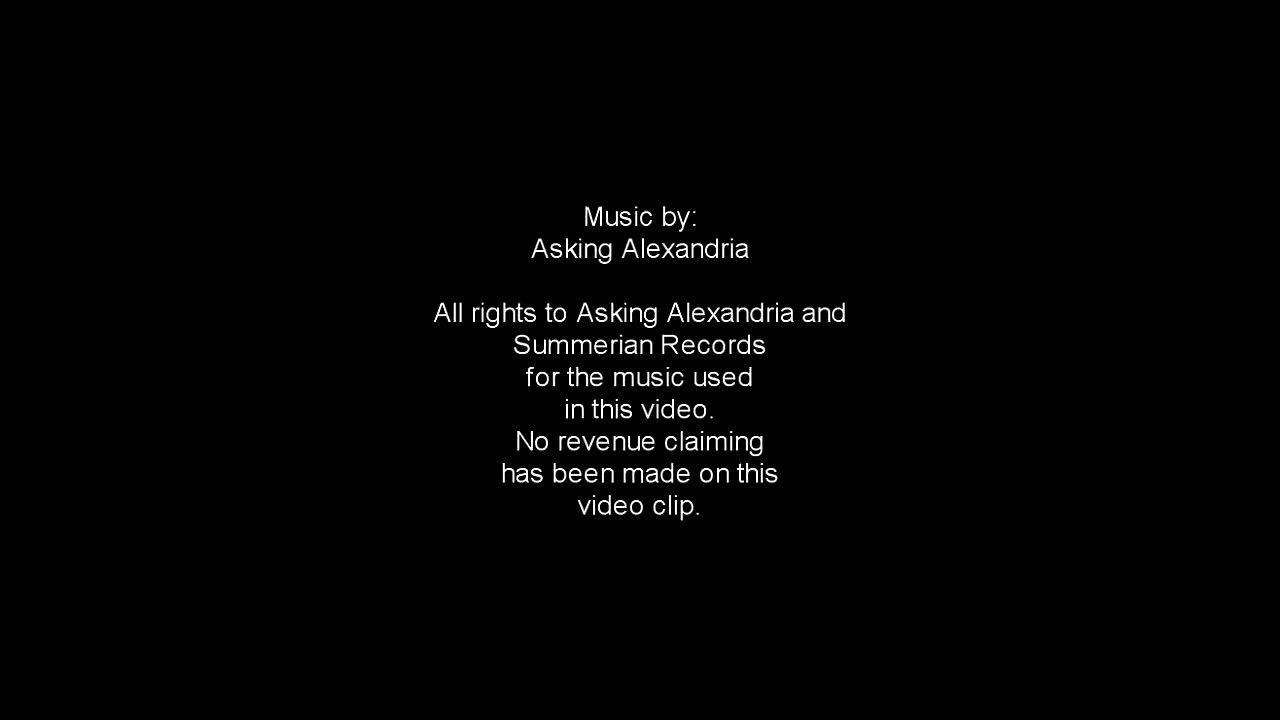 Music by:
Asking Alexandria
All rights to Asking Alexandria and
Summerian Records
for the music used
in this video.
No revenue claiming
has been made on this
video clip.